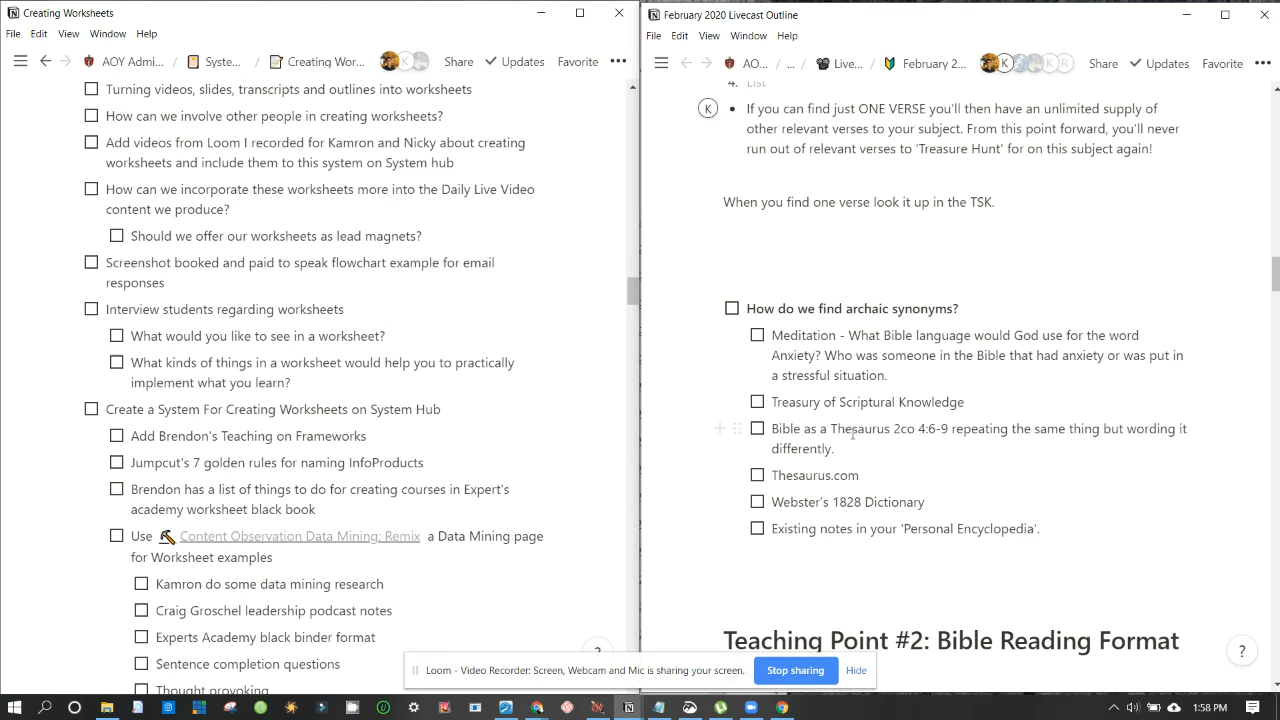 Creating Worksheets
File Edit View Window Help
AOY Admi... Syste... Creating Wor... Share Updates Favorite
Turning videos, slides, transcripts and outlines into worksheets
How can we involve other people in creating worksheets?
Add videos from Loom I recorded for Kamron and Nicky about creating
worksheets and include them to this system on System hub
How can we incorporate these worksheets more into the Daily Live Video
content we produce?
Should we offer our worksheets as lead magnets?
Screenshot booked and paid to speak flowchart example for email
responses
Interview students regarding worksheets
What would you like to see in a worksheet?
What kinds of things in a worksheet would help you to practically
implement what you learn?
Create a System For Creating Worksheets on System Hub
Add Brendon's Teaching on Frameworks
Jumpcut's 7 golden rules for naming InfoProducts
Brendon has a list of things to do for creating courses in Expert's
academy worksheet black book
Use Content Observation Data Mining: Remix a Data Mining page
for Worksheet examples
Kamron do some data mining research
Craig Groschel leadership podcast notes
Experts Academy black binder format
Sentence completion questions
Thought provoking
February 2020 Livecast Outline
File Edit View Window Help
AO... ... Live... February 2... K K R Share Updates Favorite
4. List
K
If you can find just ONE VERSE you'll then have an unlimited supply of
other relevant verses to your subject. From this point forward, you'll never
run out of relevant verses to 'Treasure Hunt' for on this subject again!
When you find one verse look it up in the TSK.
How do we find archaic synonyms?
Meditation - What Bible language would God use for the word
Anxiety? Who was someone in the Bible that had anxiety or was put in
a stressful situation.
Treasury of Scriptural Knowledge
Bible as a Thesaurus 2co 4:6-9 repeating the same thing but wording it
differently.
Thesaurus.com
Webster's 1828 Dictionary
Existing notes in your 'Personal Encyclopedia'.
Teaching Point #2: Bible Reading Format
?
Loom - Video Recorder: Screen, Webcam and Mic is sharing your screen. Stop sharing Hide
1:58 PM